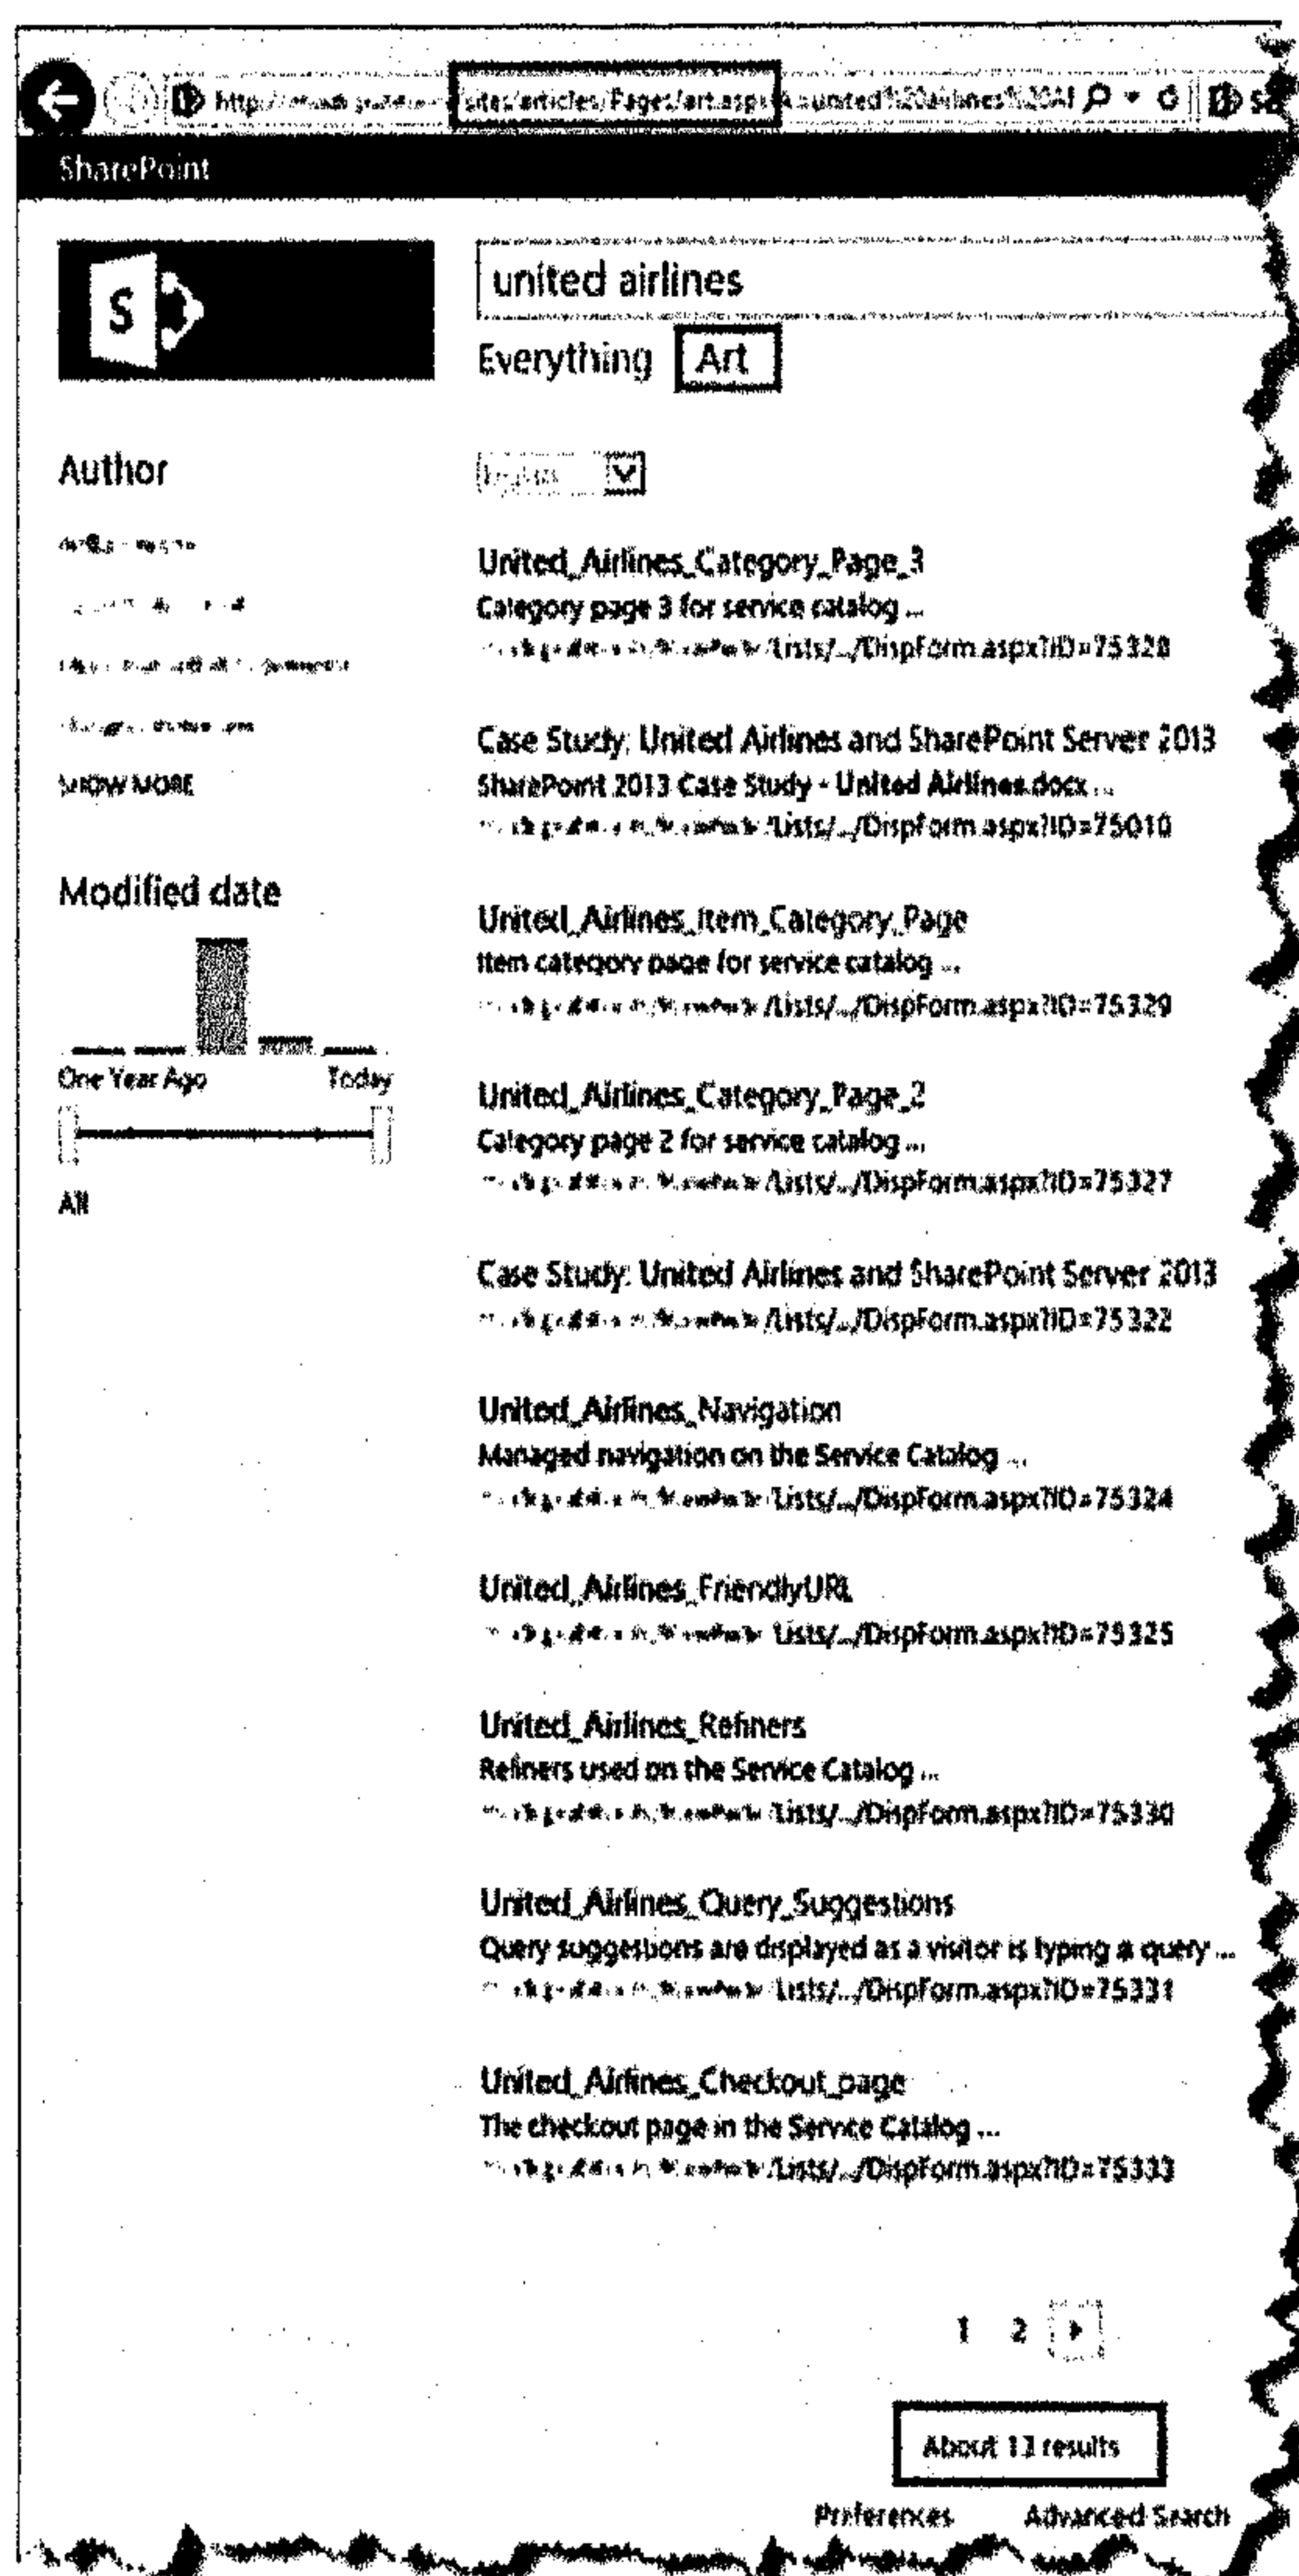 http:// sites/articles/Pages/art.aspx
SharePoint
S
united airlines
Everything Art
Author
SHOW MORE
Modified date
One Year Ago Today
All
United_Airlines_Category_Page_3
Category page 3 for service catalog ...
/Lists/../DispForm.aspx?ID=75328
Case Study: United Airlines and SharePoint Server 2013
SharePoint 2013 Case Study - United Airlines.docx ...
/Lists/../DispForm.aspx?ID=75010
United_Airlines_Item_Category_Page
Item category page for service catalog ...
/Lists/../DispForm.aspx?ID=75329
United_Airlines_Category_Page_2
Category page 2 for service catalog ...
/Lists/../DispForm.aspx?ID=75327
Case Study: United Airlines and SharePoint Server 2013
/Lists/../DispForm.aspx?ID=75322
United_Airlines_Navigation
Managed navigation on the Service Catalog ...
/Lists/../DispForm.aspx?ID=75324
United_Airlines_FriendlyURL
Lists/../DispForm.aspx?ID=75325
United_Airlines_Refiners
Refiners used on the Service Catalog ...
/Lists/../DispForm.aspx?ID=75330
United_Airlines_Query_Suggestions
Query suggestions are displayed as a visitor is typing a query ...
Lists/../DispForm.aspx?ID=75331
United_Airlines_Checkout_page
The checkout page in the Service Catalog ...
/Lists/../DispForm.aspx?ID=75333
1 2
About 13 results
Preferences Advanced Search